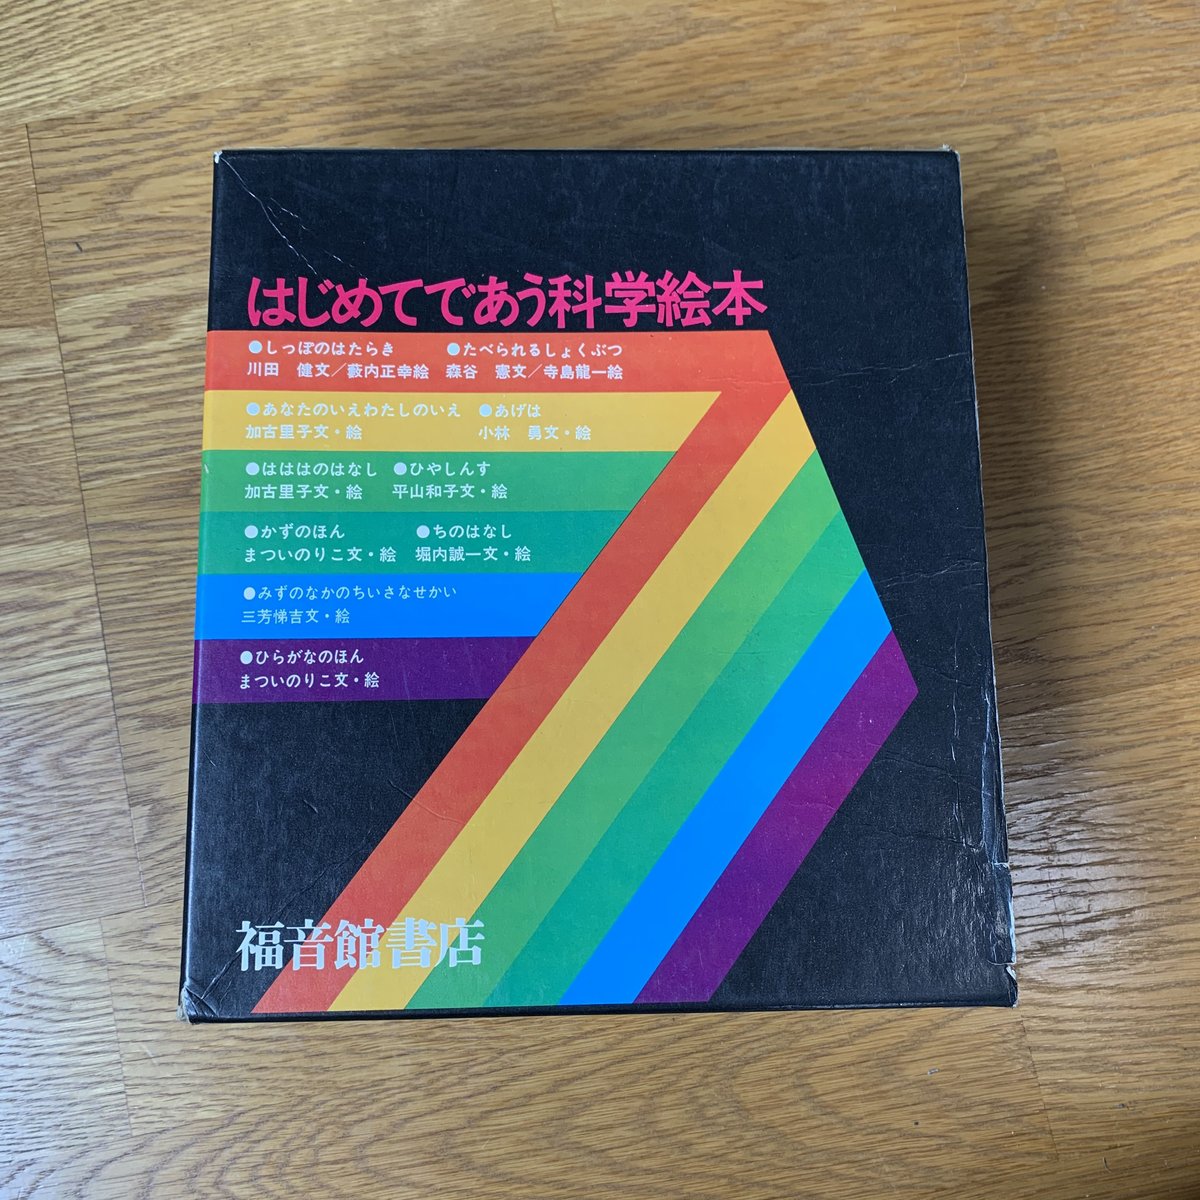 はじめてであう科学絵本
●しっぽのはたらき ●たべられるしょくぶつ
川田 健文／藪内正幸絵 森谷 憲文／寺島龍一絵
●あなたのいえわたしのいえ ●あげは
加古里子文・絵 小林 勇文・絵
●はははのはなし ●ひやしんす
加古里子文・絵 平山和子文・絵
●かずのほん ●ちのはなし
まついのりこ文・絵 堀内誠一文・絵
●みずのなかのちいさなせかい
三芳悌吉文・絵
●ひらがなのほん
まついのりこ文・絵
福音館書店